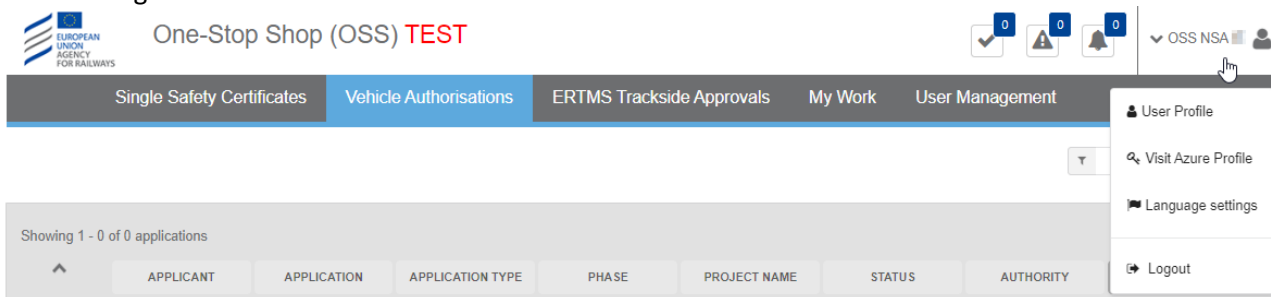 EUROPEAN
UNION
AGENCY
FOR RAILWAYS
One-Stop Shop (OSS) TEST
0
0
0
OSS NSA
Single Safety Certificates Vehicle Authorisations ERTMS Trackside Approvals My Work User Management
User Profile
Visit Azure Profile
Language settings
Logout
Showing 1 - 0 of 0 applications
APPLICANT APPLICATION APPLICATION TYPE PHASE PROJECT NAME STATUS AUTHORITY